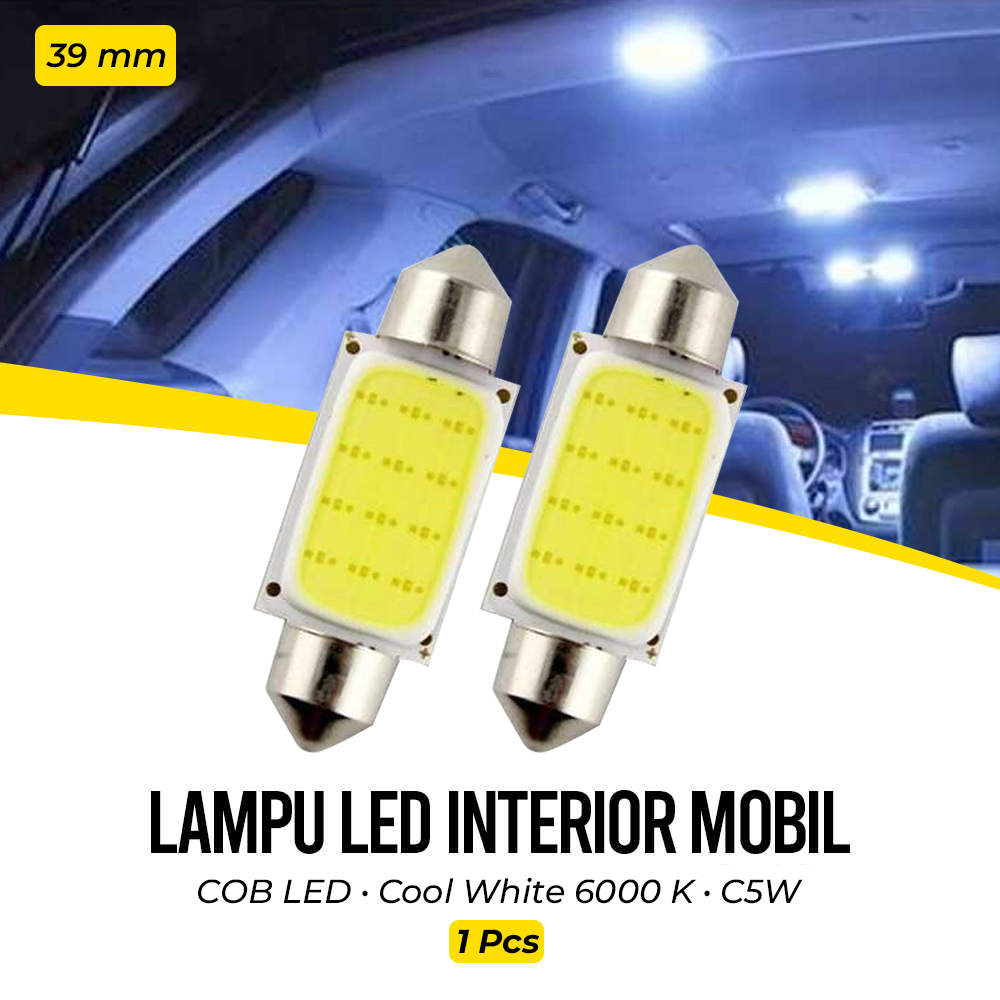 39 mm
LAMPU LED INTERIOR MOBIL
COB LED • Cool White 6000 K • C5W
1 Pcs